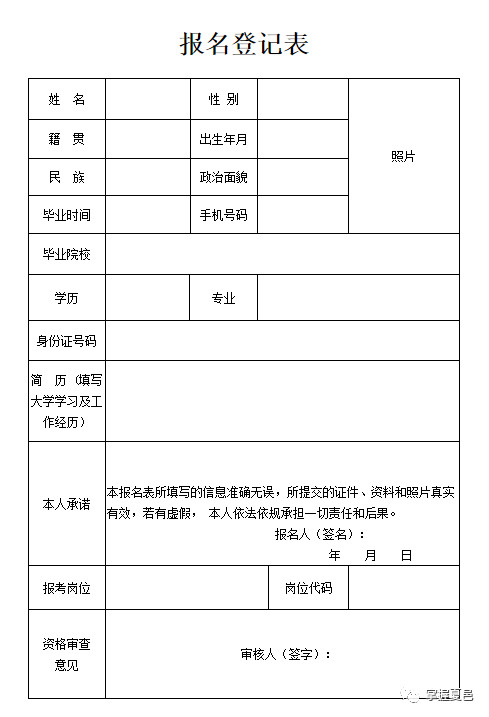 报名登记表
姓 名
性 别
照片
籍 贯
出生年月
民 族
政治面貌
毕业时间
手机号码
毕业院校
学历
专业
身份证号码
简 历（填写
大学学习及工
作经历）
本人承诺
本报名表所填写的信息准确无误，所提交的证件、资料和照片真实
有效，若有虚假， 本人依法依规承担一切责任和后果。
报名人（签名）：
年 月 日
报考岗位
岗位代码
资格审查
意见
审核人（签字）：
掌握夏邑